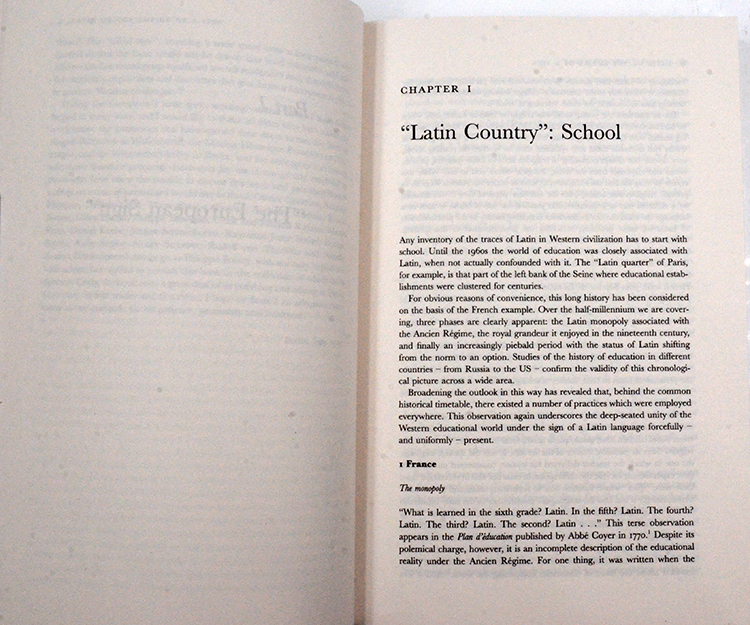 CHAPTER I
“Latin Country”: School
Any inventory of the traces of Latin in Western civilization has to start with
school. Until the 1960s the world of education was closely associated with
Latin, when not actually confounded with it. The “Latin quarter” of Paris,
for example, is that part of the left bank of the Seine where educational estab-
lishments were clustered for centuries.
For obvious reasons of convenience, this long history has been considered
on the basis of the French example. Over the half-millennium we are cover-
ing, three phases are clearly apparent: the Latin monopoly associated with
the Ancien Régime, the royal grandeur it enjoyed in the nineteenth century,
and finally an increasingly piebald period with the status of Latin shifting
from the norm to an option. Studies of the history of education in different
countries – from Russia to the US – confirm the validity of this chronologi-
cal picture across a wide area.
Broadening the outlook in this way has revealed that, behind the common
historical timetable, there existed a number of practices which were employed
everywhere. This observation again underscores the deep-seated unity of the
Western educational world under the sign of a Latin language forcefully –
and uniformly – present.
1 France
The monopoly
“What is learned in the sixth grade? Latin. In the fifth? Latin. The fourth?
Latin. The third? Latin. The second? Latin . . .” This terse observation
appears in the Plan d’éducation published by Abbé Coyer in 1770.¹ Despite its
polemical charge, however, it is an incomplete description of the educational
reality under the Ancien Régime. For one thing, it was written when the